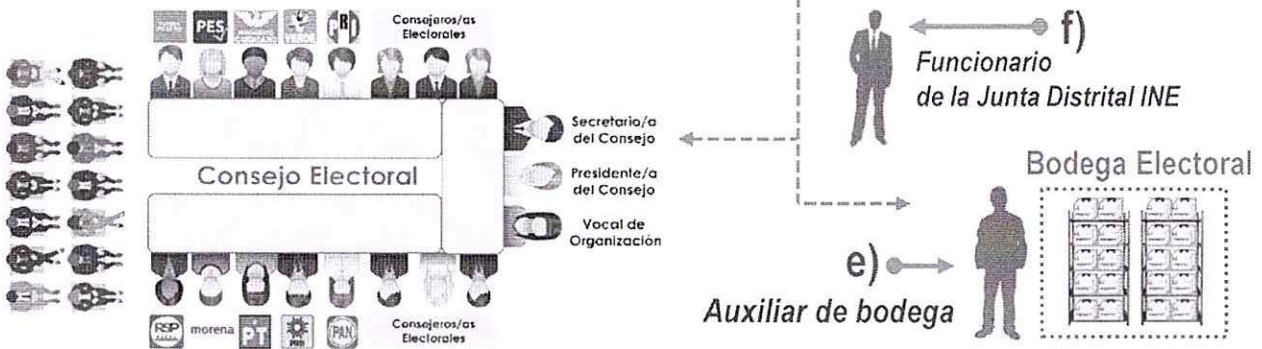 PES
PRI
Consejeros/as
Electorales
f)
Funcionario
de la Junta Distrital INE
Secretario/a
del Consejo
Consejo Electoral
Presidente/a
del Consejo
Vocal de
Organización
Bodega Electoral
e)
Auxiliar de bodega
RSP
morena
PT
PRD
PAN
Consejeros/as
Electorales